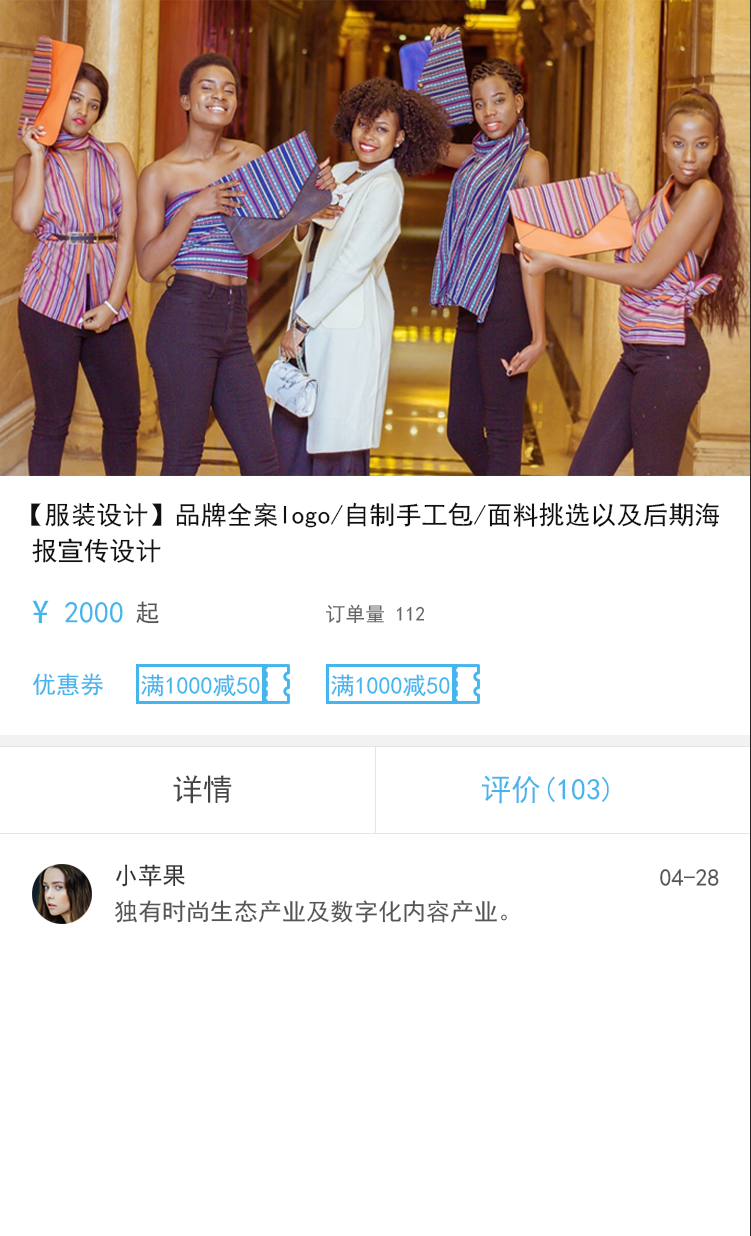 【服装设计】品牌全案logo/自制手工包/面料挑选以及后期海
报宣传设计
¥ 2000 起 订单量 112
优惠券 满1000减50 满1000减50
详情 评价(103)
小苹果 04-28
独有时尚生态产业及数字化内容产业。